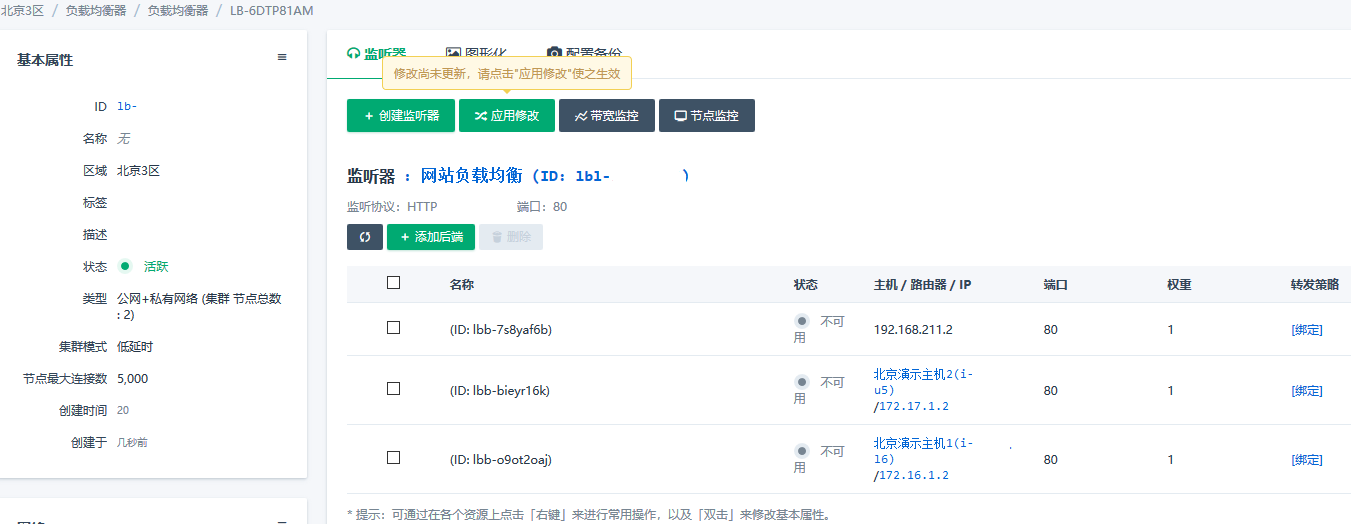 北京3区 / 负载均衡器 / 负载均衡器 / LB-6DTP81AM
基本属性
ID lb-
名称 无
区域 北京3区
标签
描述
状态 活跃
类型 公网+私有网络 (集群 节点总数
: 2)
集群模式 低延时
节点最大连接数 5,000
创建时间 20
创建于 几秒前
监听器 图形化 配置备份
修改尚未更新，请点击"应用修改"使之生效
+ 创建监听器 应用修改 带宽监控 节点监控
监听器 : 网站负载均衡 (ID: lbl- )
监听协议：HTTP 端口：80
+ 添加后端 删除
名称 状态 主机 / 路由器 / IP 端口 权重 转发策略
(ID: lbb-7s8yaf6b) 不可用 192.168.211.2 80 1 [绑定]
(ID: lbb-bieyr16k) 不可用 北京演示主机2(i-
u5)
/172.17.1.2 80 1 [绑定]
(ID: lbb-o9ot2oaj) 不可用 北京演示主机1(i-
16)
/172.16.1.2 80 1 [绑定]
* 提示：可通过在各个资源上点击「右键」来进行常用操作，以及「双击」来修改基本属性。